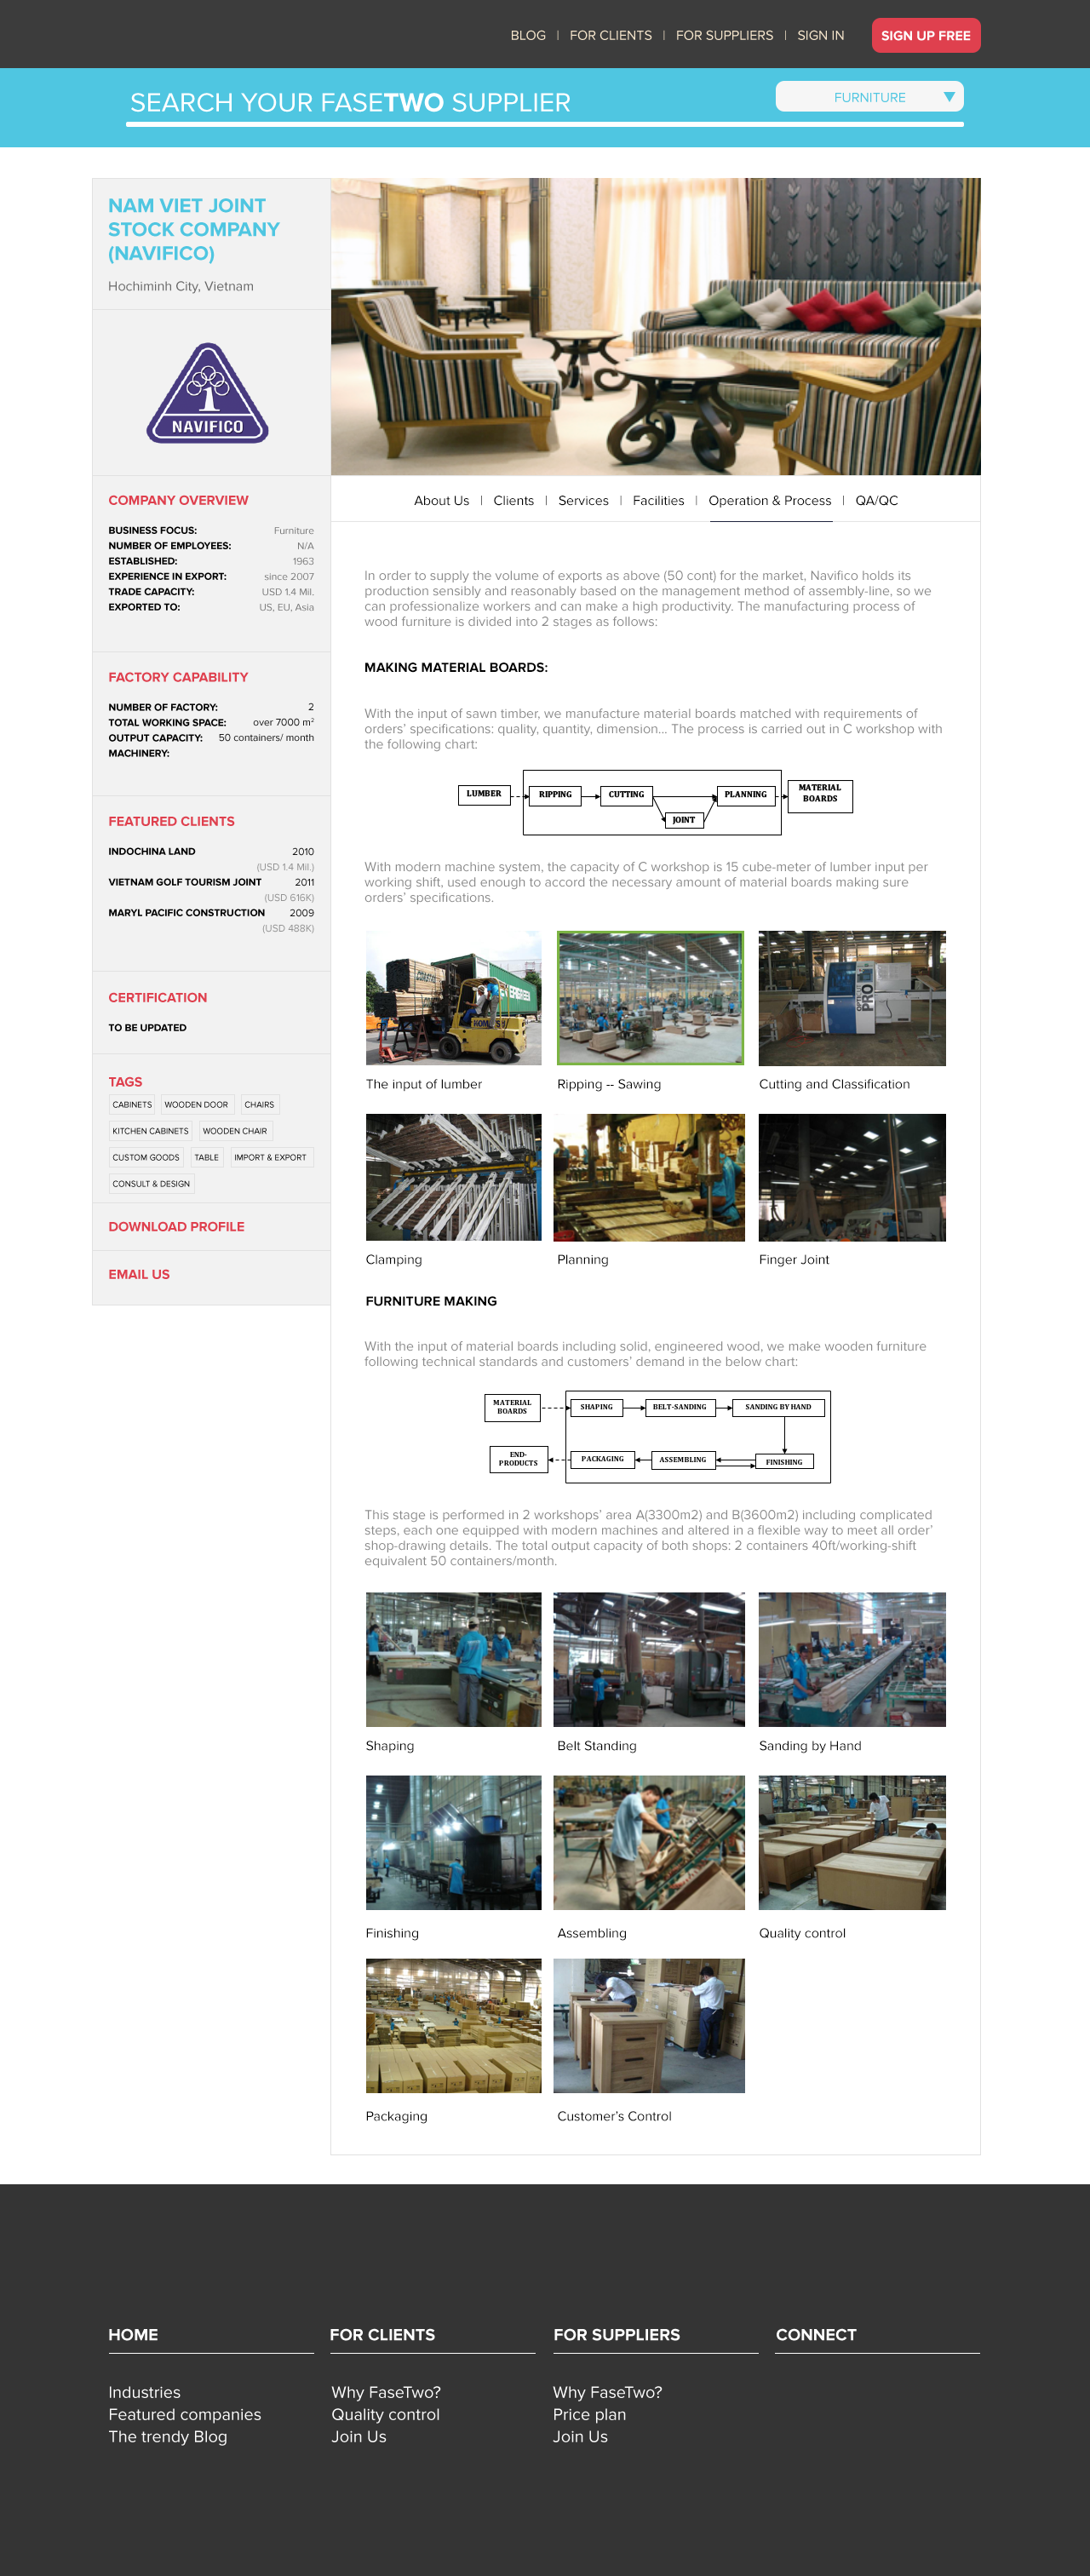 BLOG | FOR CLIENTS | FOR SUPPLIERS | SIGN IN
SIGN UP FREE
SEARCH YOUR FASETWO SUPPLIER
FURNITURE
NAM VIET JOINT
STOCK COMPANY
(NAVIFICO)
Hochiminh City, Vietnam
NAVIFICO
COMPANY OVERVIEW
BUSINESS FOCUS: Furniture
NUMBER OF EMPLOYEES: N/A
ESTABLISHED: 1963
EXPERIENCE IN EXPORT: since 2007
TRADE CAPACITY: USD 1.4 Mil.
EXPORTED TO: US, EU, Asia
FACTORY CAPABILITY
NUMBER OF FACTORY: 2
TOTAL WORKING SPACE: over 7000 m²
OUTPUT CAPACITY: 50 containers/ month
MACHINERY:
FEATURED CLIENTS
INDOCHINA LAND 2010
(USD 1.4 Mil.)
VIETNAM GOLF TOURISM JOINT 2011
(USD 616K)
MARYL PACIFIC CONSTRUCTION 2009
(USD 488K)
CERTIFICATION
TO BE UPDATED
TAGS
CABINETS WOODEN DOOR CHAIRS
KITCHEN CABINETS WOODEN CHAIR
CUSTOM GOODS TABLE IMPORT & EXPORT
CONSULT & DESIGN
DOWNLOAD PROFILE
EMAIL US
About Us | Clients | Services | Facilities | Operation & Process | QA/QC
In order to supply the volume of exports as above (50 cont) for the market, Navifico holds its
production sensibly and reasonably based on the management method of assembly-line, so we
can professionalize workers and can make a high productivity. The manufacturing process of
wood furniture is divided into 2 stages as follows:
MAKING MATERIAL BOARDS:
With the input of sawn timber, we manufacture material boards matched with requirements of
orders' specifications: quality, quantity, dimension... The process is carried out in C workshop with
the following chart:
LUMBER
RIPPING
CUTTING
JOINT
PLANNING
MATERIAL
BOARDS
With modern machine system, the capacity of C workshop is 15 cube-meter of lumber input per
working shift, used enough to accord the necessary amount of material boards making sure
orders' specifications.
PRO
The input of lumber
Ripping -- Sawing
Cutting and Classification
Clamping
Planning
Finger Joint
FURNITURE MAKING
With the input of material boards including solid, engineered wood, we make wooden furniture
following technical standards and customers' demand in the below chart:
MATERIAL
BOARDS
SHAPING
BELT-SANDING
SANDING BY HAND
END-
PRODUCTS
PACKAGING
ASSEMBLING
FINISHING
This stage is performed in 2 workshops' area A(3300m2) and B(3600m2) including complicated
steps, each one equipped with modern machines and altered in a flexible way to meet all order'
shop-drawing details. The total output capacity of both shops: 2 containers 40ft/working-shift
equivalent 50 containers/month.
Shaping
Belt Standing
Sanding by Hand
Finishing
Assembling
Quality control
Packaging
Customer's Control
HOME
Industries
Featured companies
The trendy Blog
FOR CLIENTS
Why FaseTwo?
Quality control
Join Us
FOR SUPPLIERS
Why FaseTwo?
Price plan
Join Us
CONNECT